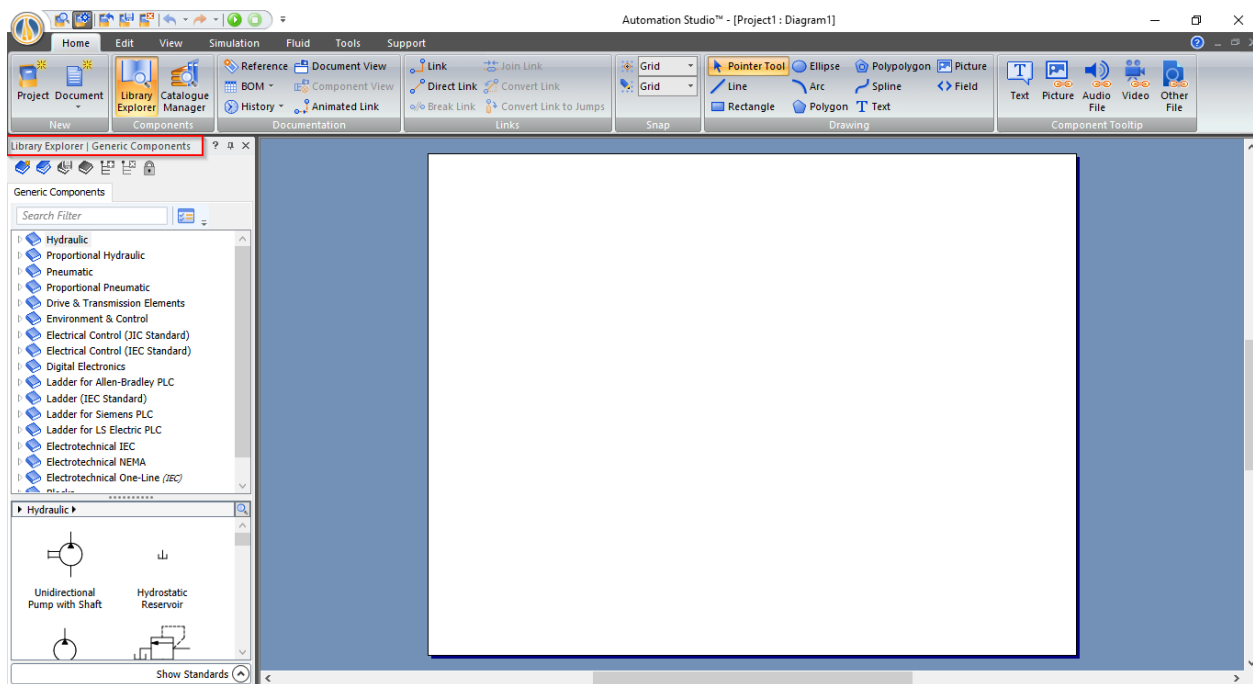 Automation Studio™ - [Project1 : Diagram1]
Home Edit View Simulation Fluid Tools Support
Project Document
New
Library Explorer
Catalogue Manager
Components
Reference Document View
BOM Component View
History Animated Link
Documentation
Link Join Link
Direct Link Convert Link
Break Link Convert Link to Jumps
Links
Grid
Grid
Snap
Pointer Tool Ellipse Polypolygon Picture
Line Arc Spline Field
Rectangle Polygon Text
Drawing
Text Picture Audio File Video Other File
Component Tooltip
Library Explorer | Generic Components
Generic Components
Search Filter
Hydraulic
Proportional Hydraulic
Pneumatic
Proportional Pneumatic
Drive & Transmission Elements
Environment & Control
Electrical Control (JIC Standard)
Electrical Control (IEC Standard)
Digital Electronics
Ladder for Allen-Bradley PLC
Ladder (IEC Standard)
Ladder for Siemens PLC
Ladder for LS Electric PLC
Electrotechnical IEC
Electrotechnical NEMA
Electrotechnical One-Line (IEC)
Hydraulic
Unidirectional Pump with Shaft
Hydrostatic Reservoir
Show Standards